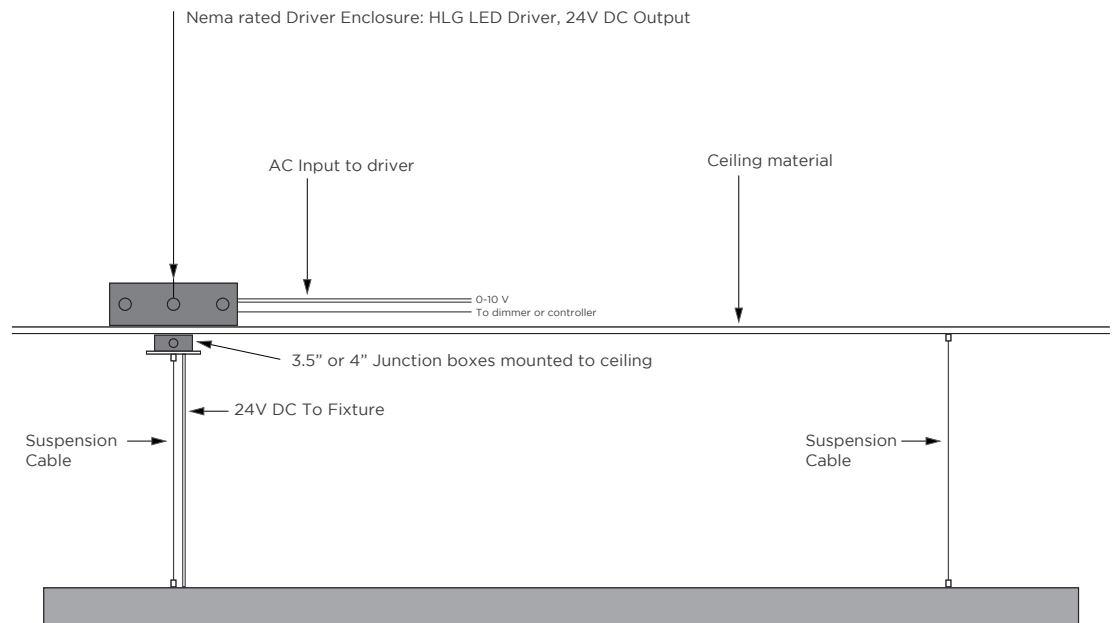 Nema rated Driver Enclosure: HLG LED Driver, 24V DC Output
AC Input to driver
Ceiling material
0-10 V
To dimmer or controller
3.5” or 4” Junction boxes mounted to ceiling
24V DC To Fixture
Suspension
Cable
Suspension
Cable